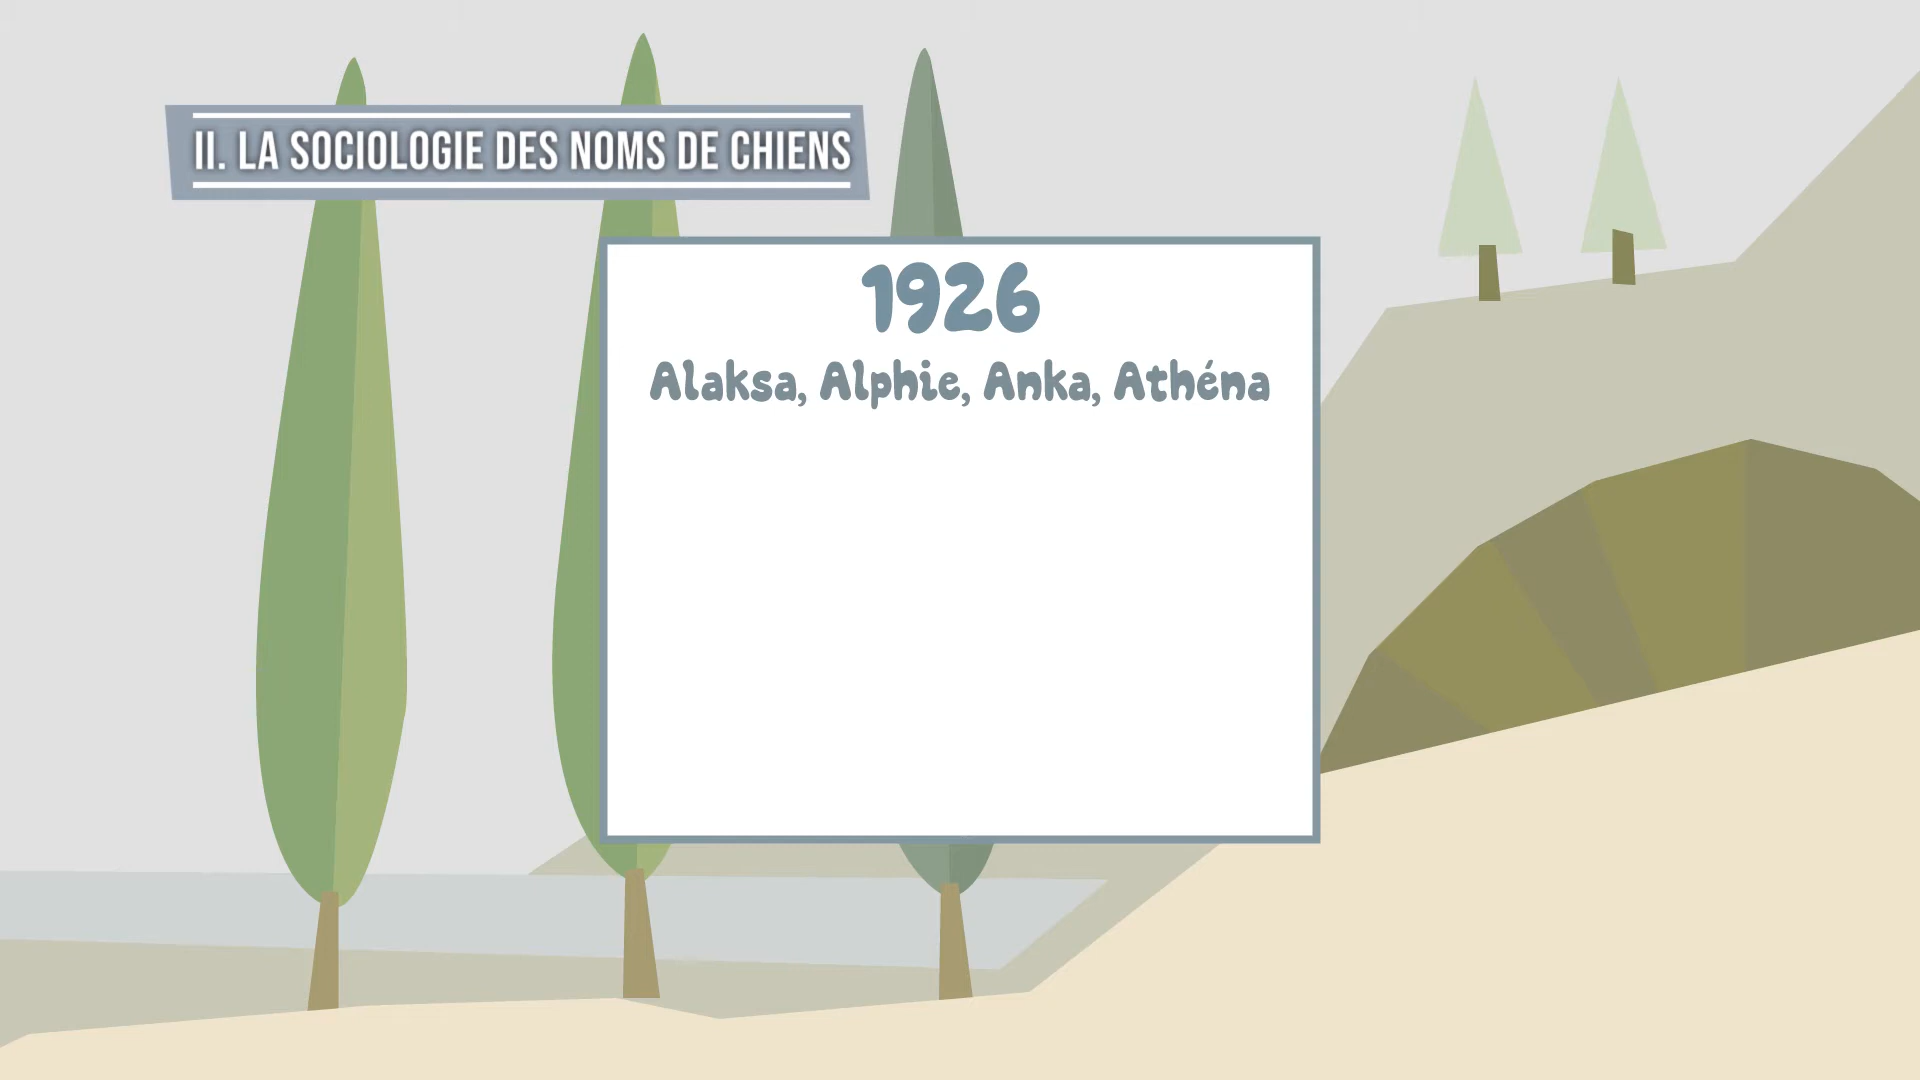 II. LA SOCIOLOGIE DES NOMS DE CHIENS
1926
Alaksa, Alphie, Anka, Athéna